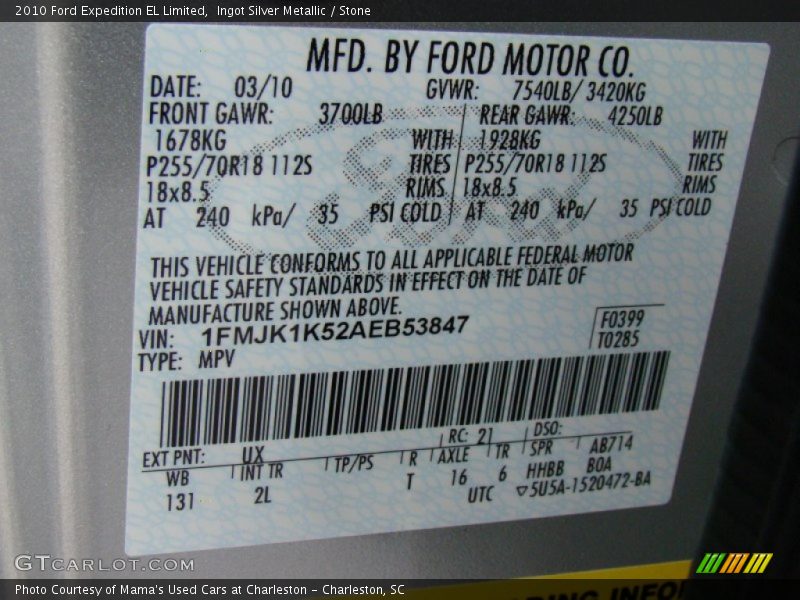 2010 Ford Expedition EL Limited, Ingot Silver Metallic / Stone
MFD. BY FORD MOTOR CO.
DATE: 03/10 GVWR: 7540LB/ 3420KG
FRONT GAWR: 3700LB REAR GAWR: 4250LB
1678KG WITH 1928KG WITH
P255/70R18 112S TIRES P255/70R18 112S TIRES
18x8.5 RIMS 18x8.5 RIMS
AT 240 kPa/ 35 PSI COLD AT 240 kPa/ 35 PSI COLD
THIS VEHICLE CONFORMS TO ALL APPLICABLE FEDERAL MOTOR
VEHICLE SAFETY STANDARDS IN EFFECT ON THE DATE OF
MANUFACTURE SHOWN ABOVE.
VIN: 1FMJK1K52AEB53847 F0399
TYPE: MPV T0285
EXT PNT: UX RC: 21 DSO:
WB INT TR TP/PS R AXLE TR SPR AB714
131 2L T 16 6 HHBB BOA
UTC ▽5U5A-1520472-BA
GTCARLOT.COM
Photo Courtesy of Mama's Used Cars at Charleston - Charleston, SC